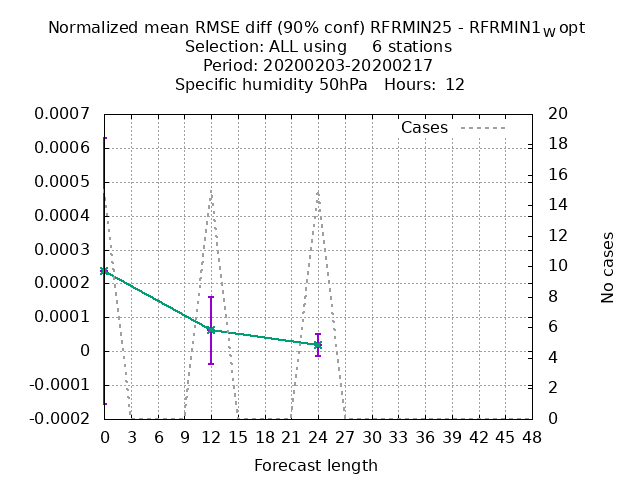 Normalized mean RMSE diff (90% conf) RFRMIN25 - RFRMIN1w opt
Selection: ALL using 6 stations
Period: 20200203-20200217
Specific humidity 50hPa Hours: 12
Cases
0.0007
0.0006
0.0005
0.0004
0.0003
0.0002
0.0001
0
-0.0001
-0.0002
20
18
16
14
12
10
8
6
4
2
0
No cases
0 3 6 9 12 15 18 21 24 27 30 33 36 39 42 45 48
Forecast length